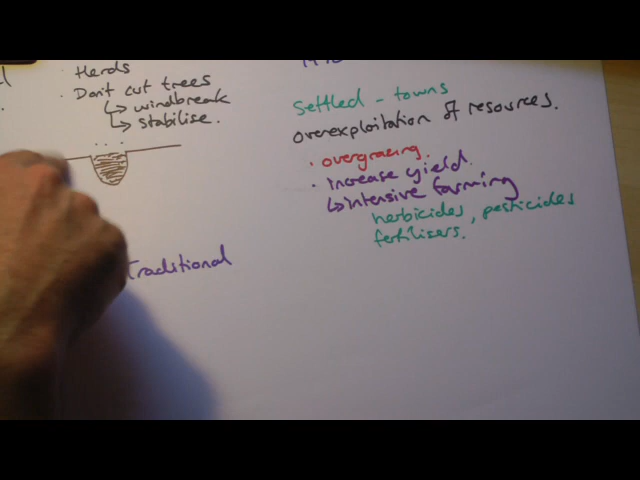 · Herds
· Don't cut trees
↳ windbreak
↳ stabilise.
Traditional
Settled - towns
overexploitation of resources.
· overgrazing.
· increase yield.
↳ intensive farming
herbicides, pesticides
fertilisers.